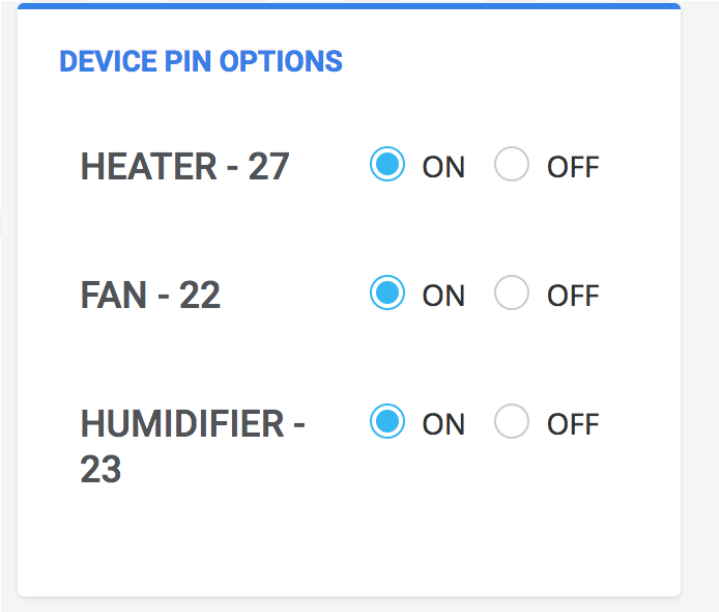 DEVICE PIN OPTIONS
HEATER - 27 ON OFF
FAN - 22 ON OFF
HUMIDIFIER - ON OFF
23